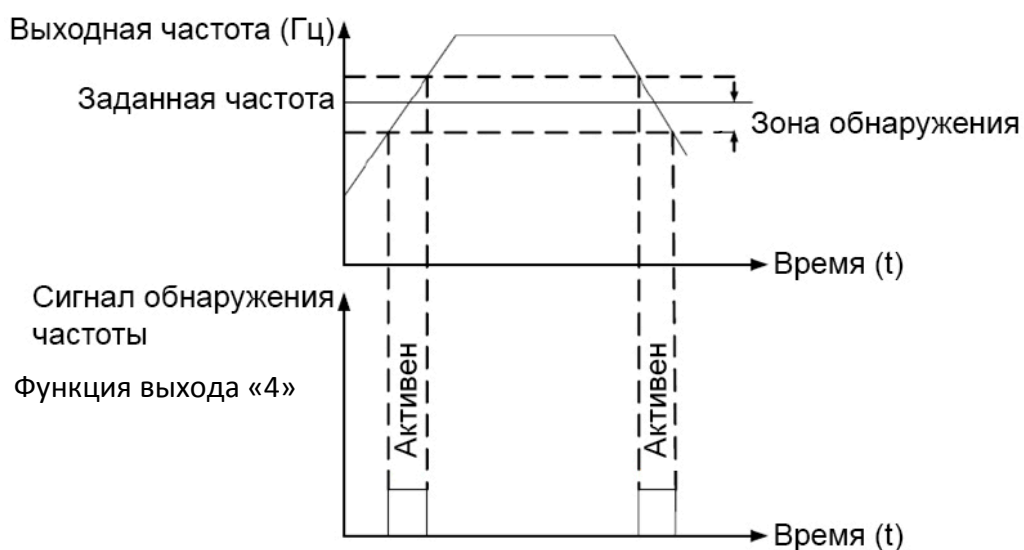 Выходная частота (Гц)
Заданная частота
Зона обнаружения
Время (t)
Сигнал обнаружения
частоты
Функция выхода «4»
Активен
Активен
Время (t)